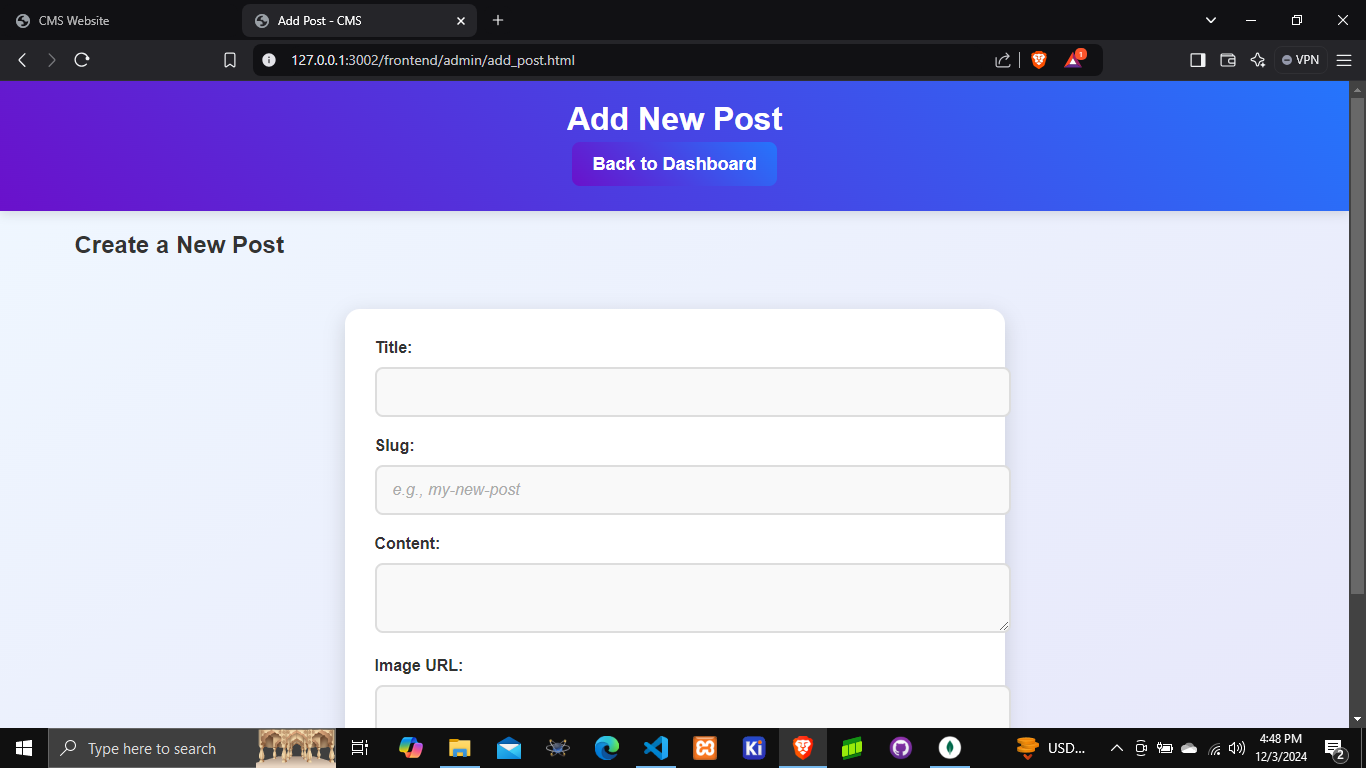 CMS Website
Add Post - CMS
127.0.0.1:3002/frontend/admin/add_post.html
1
VPN
Add New Post
Back to Dashboard
Create a New Post
Title:
Slug:
e.g., my-new-post
Content:
Image URL:
Type here to search
Ki
USD...
4:48 PM
12/3/2024
2